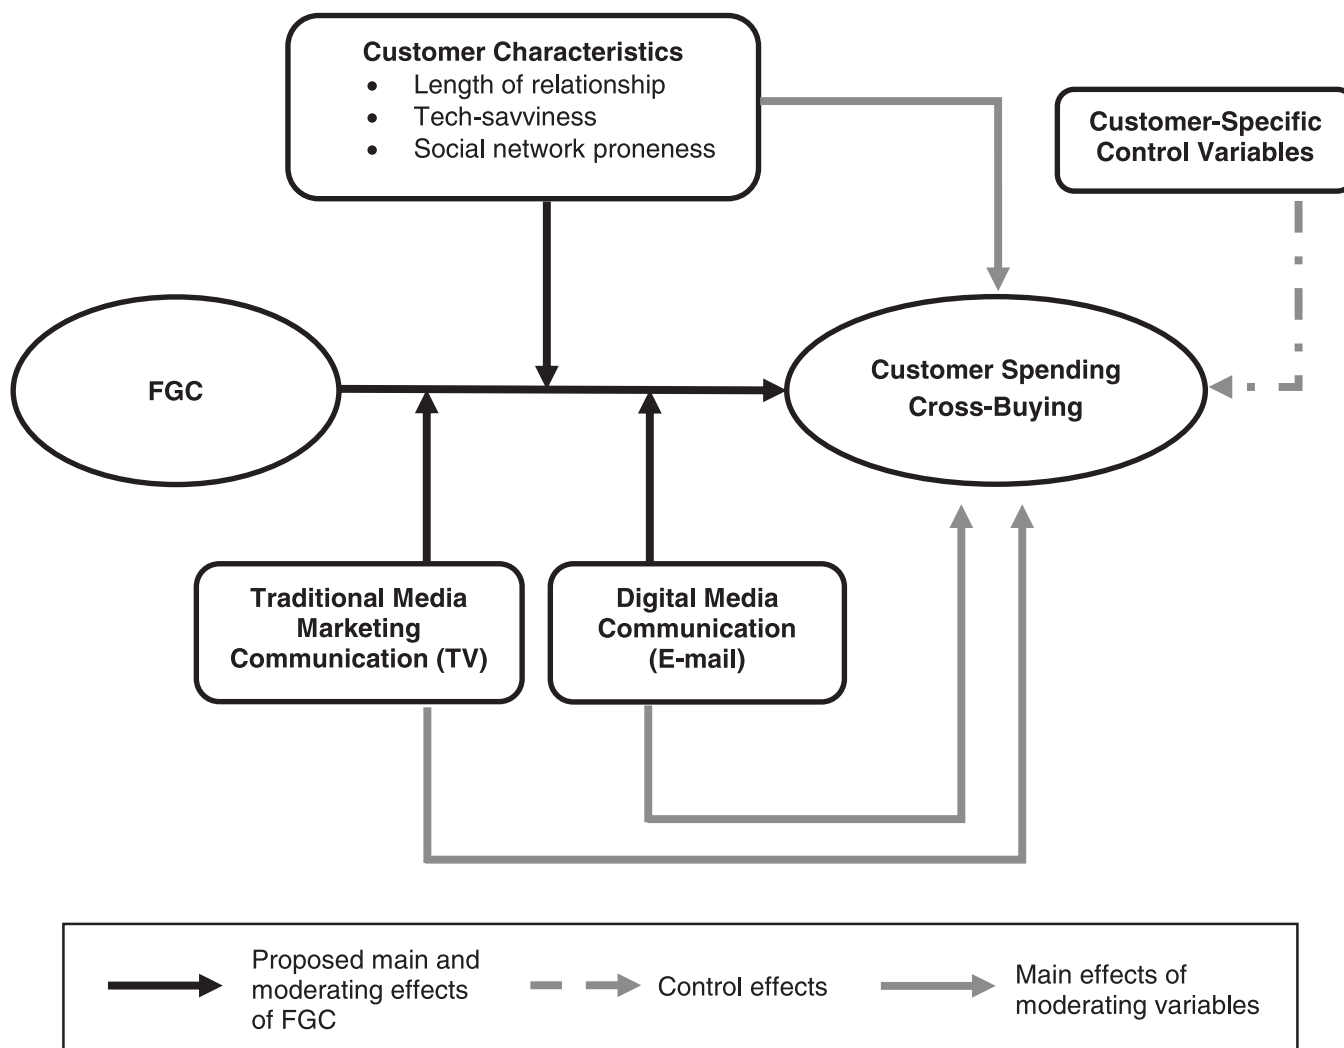 Customer Characteristics
• Length of relationship
• Tech-savviness
• Social network proneness
Customer-Specific
Control Variables
FGC
Customer Spending
Cross-Buying
Traditional Media
Marketing
Communication (TV)
Digital Media
Communication
(E-mail)
Proposed main and
moderating effects
of FGC
Control effects
Main effects of
moderating variables